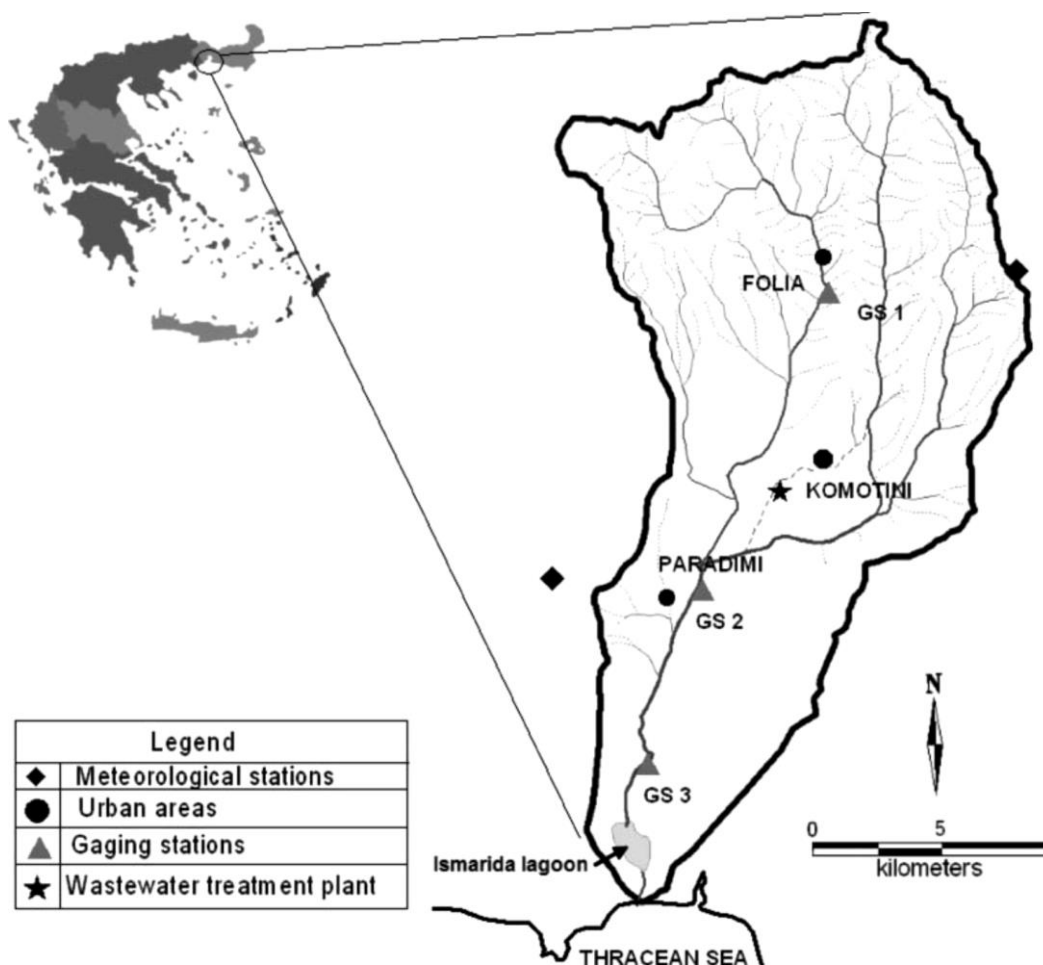 FOLIA
GS 1
KOMOTINI
PARADIMI
GS 2
N
GS 3
0 5
kilometers
Ismarida lagoon
THRACEAN SEA
Legend
Meteorological stations
Urban areas
Gaging stations
Wastewater treatment plant